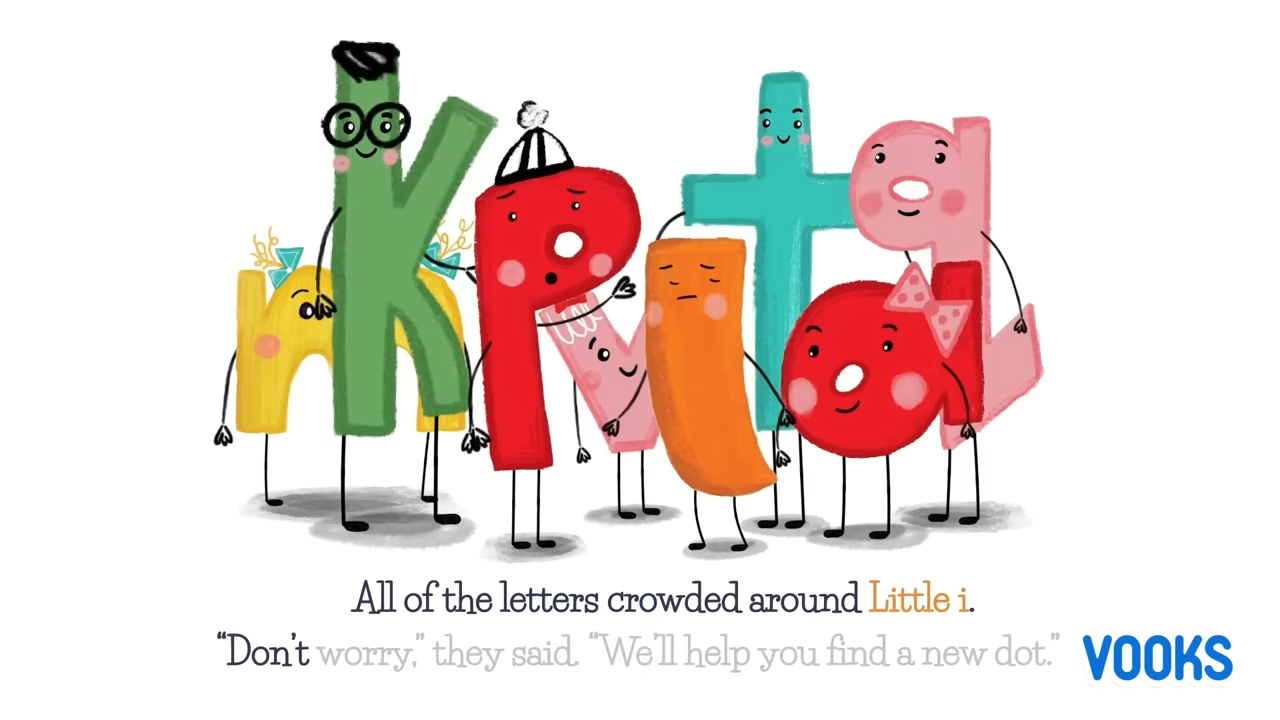 All of the letters crowded around Little i.
“Don’t worry,” they said. “We’ll help you find a new dot.”
VOOKS